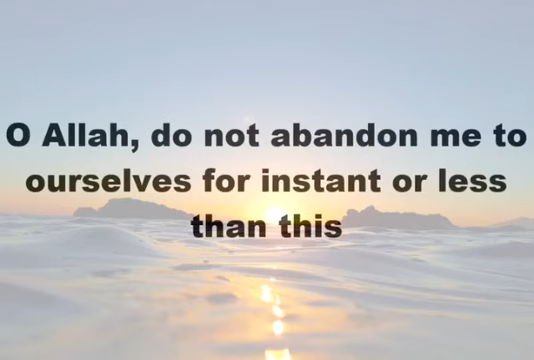 O Allah, do not abandon me to
ourselves for instant or less
than this